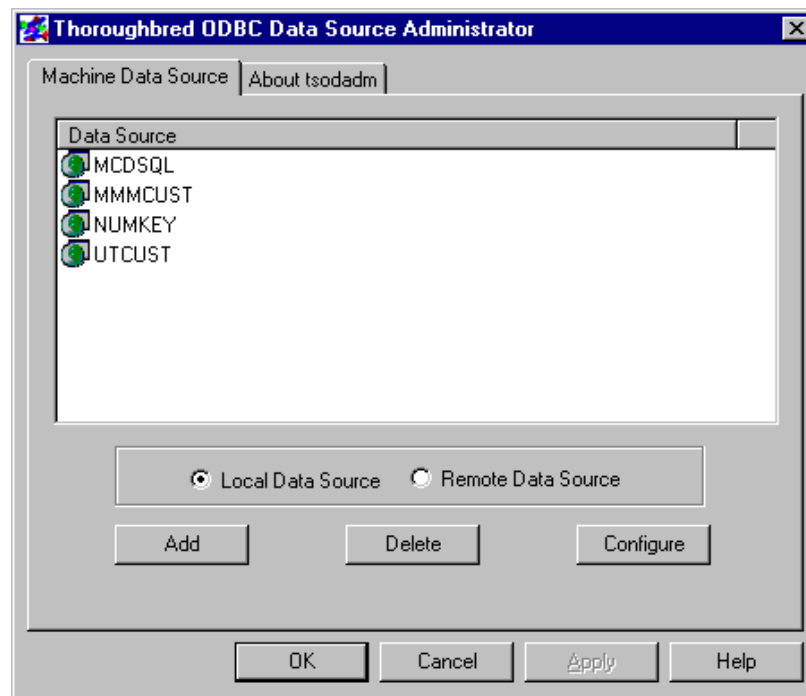 Thoroughbred ODBC Data Source Administrator
Machine Data Source
About tsodadm
Data Source
MCDSQL
MMMCUST
NUMKEY
UTCUST
Local Data Source
Remote Data Source
Add
Delete
Configure
OK
Cancel
Apply
Help